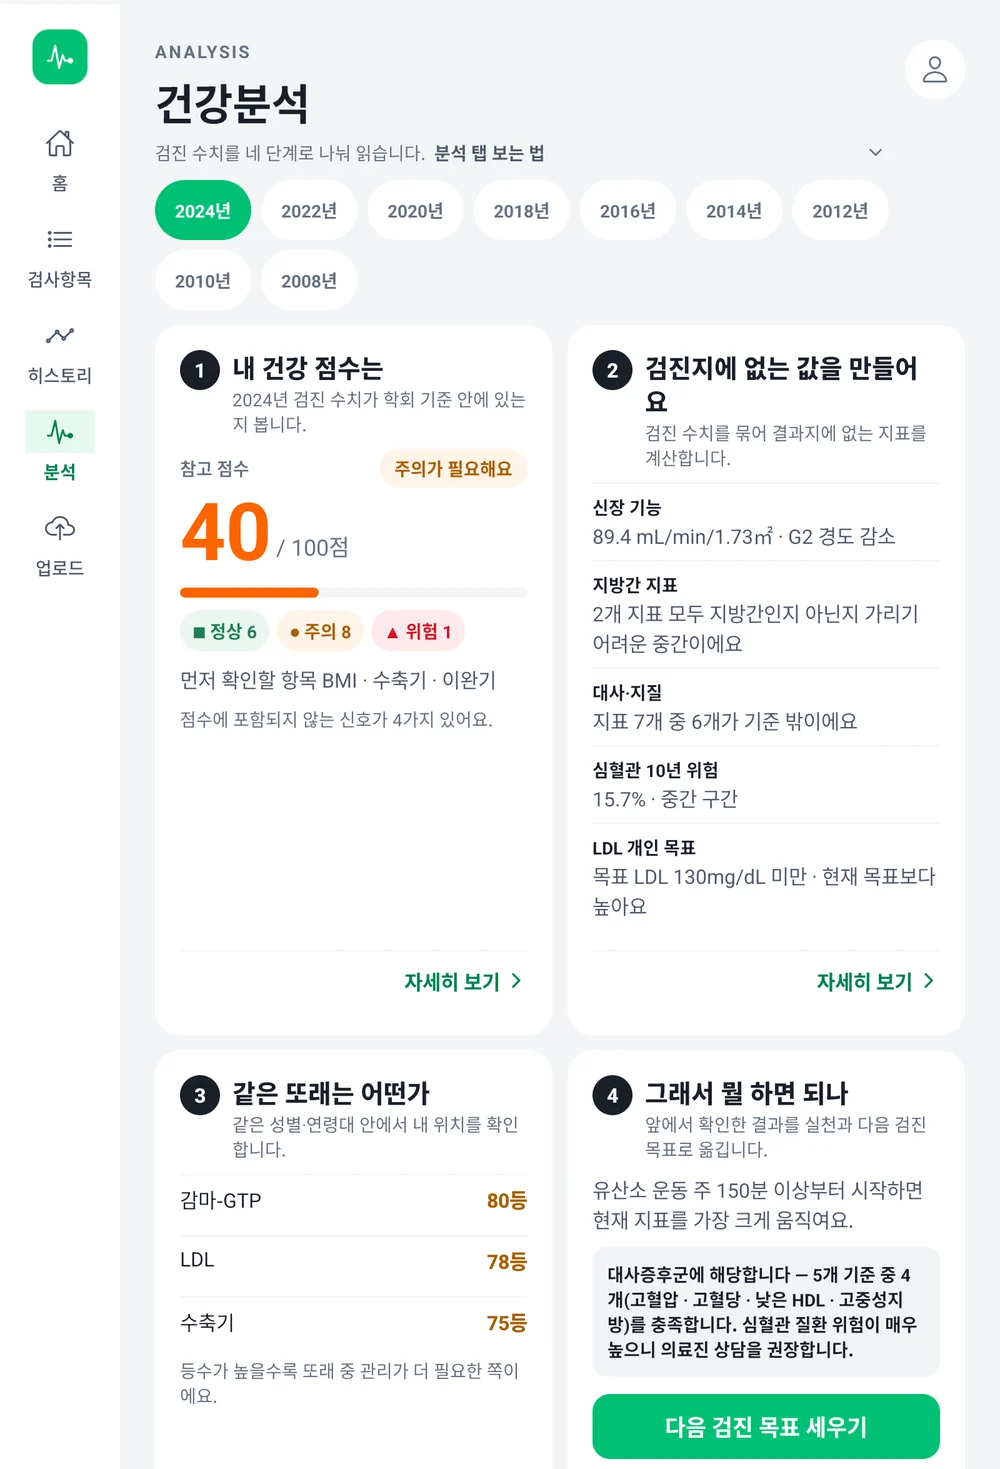 홈
검사항목
히스토리
분석
업로드
ANALYSIS
건강분석
검진 수치를 네 단계로 나눠 읽습니다. 분석 탭 보는 법
2024년 2022년 2020년 2018년 2016년 2014년 2012년
2010년 2008년
1 내 건강 점수는
2024년 검진 수치가 학회 기준 안에 있는
지 봅니다.
참고 점수 주의가 필요해요
40 / 100점
■ 정상 6 ● 주의 8 ▲ 위험 1
먼저 확인할 항목 BMI · 수축기 · 이완기
점수에 포함되지 않는 신호가 4가지 있어요.
자세히 보기
2 검진지에 없는 값을 만들어
요
검진 수치를 묶어 결과지에 없는 지표를
계산합니다.
신장 기능
89.4 mL/min/1.73㎡ · G2 경도 감소
지방간 지표
2개 지표 모두 지방간인지 아닌지 가리기
어려운 중간이에요
대사·지질
지표 7개 중 6개가 기준 밖이에요
심혈관 10년 위험
15.7% · 중간 구간
LDL 개인 목표
목표 LDL 130mg/dL 미만 · 현재 목표보다
높아요
자세히 보기
3 같은 또래는 어떤가
같은 성별·연령대 안에서 내 위치를 확인
합니다.
감마-GTP 80등
LDL 78등
수축기 75등
등수가 높을수록 또래 중 관리가 더 필요한 쪽이
에요.
4 그래서 뭘 하면 되나
앞에서 확인한 결과를 실천과 다음 검진
목표로 옮깁니다.
유산소 운동 주 150분 이상부터 시작하면
현재 지표를 가장 크게 움직여요.
대사증후군에 해당합니다 — 5개 기준 중 4
개(고혈압 · 고혈당 · 낮은 HDL · 고중성지
방)를 충족합니다. 심혈관 질환 위험이 매우
높으니 의료진 상담을 권장합니다.
다음 검진 목표 세우기